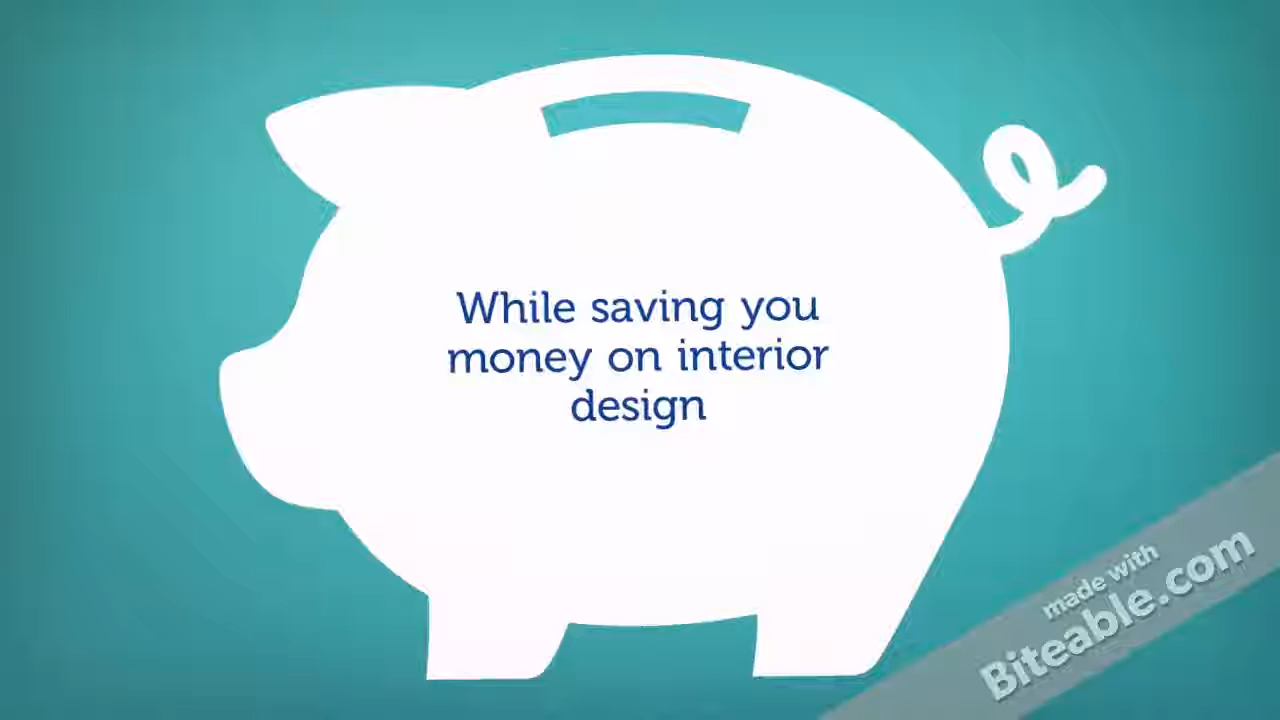 While saving you
money on interior
design
made with
Biteable.com